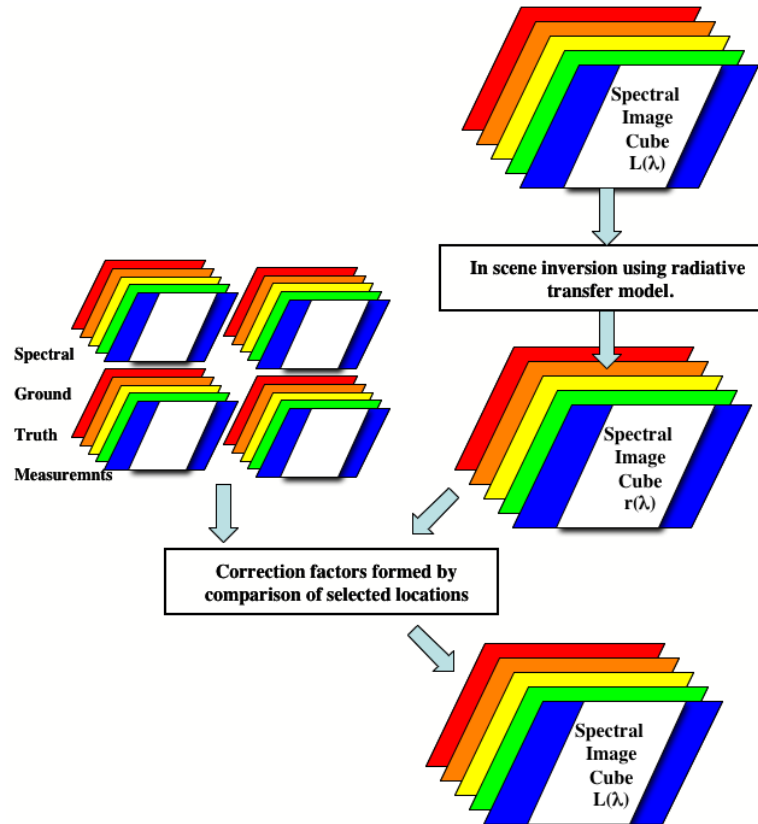 Spectral
Image
Cube
L(λ)
In scene inversion using radiative
transfer model.
Spectral
Ground
Truth
Measuremnts
Spectral
Image
Cube
r(λ)
Correction factors formed by
comparison of selected locations
Spectral
Image
Cube
L(λ)